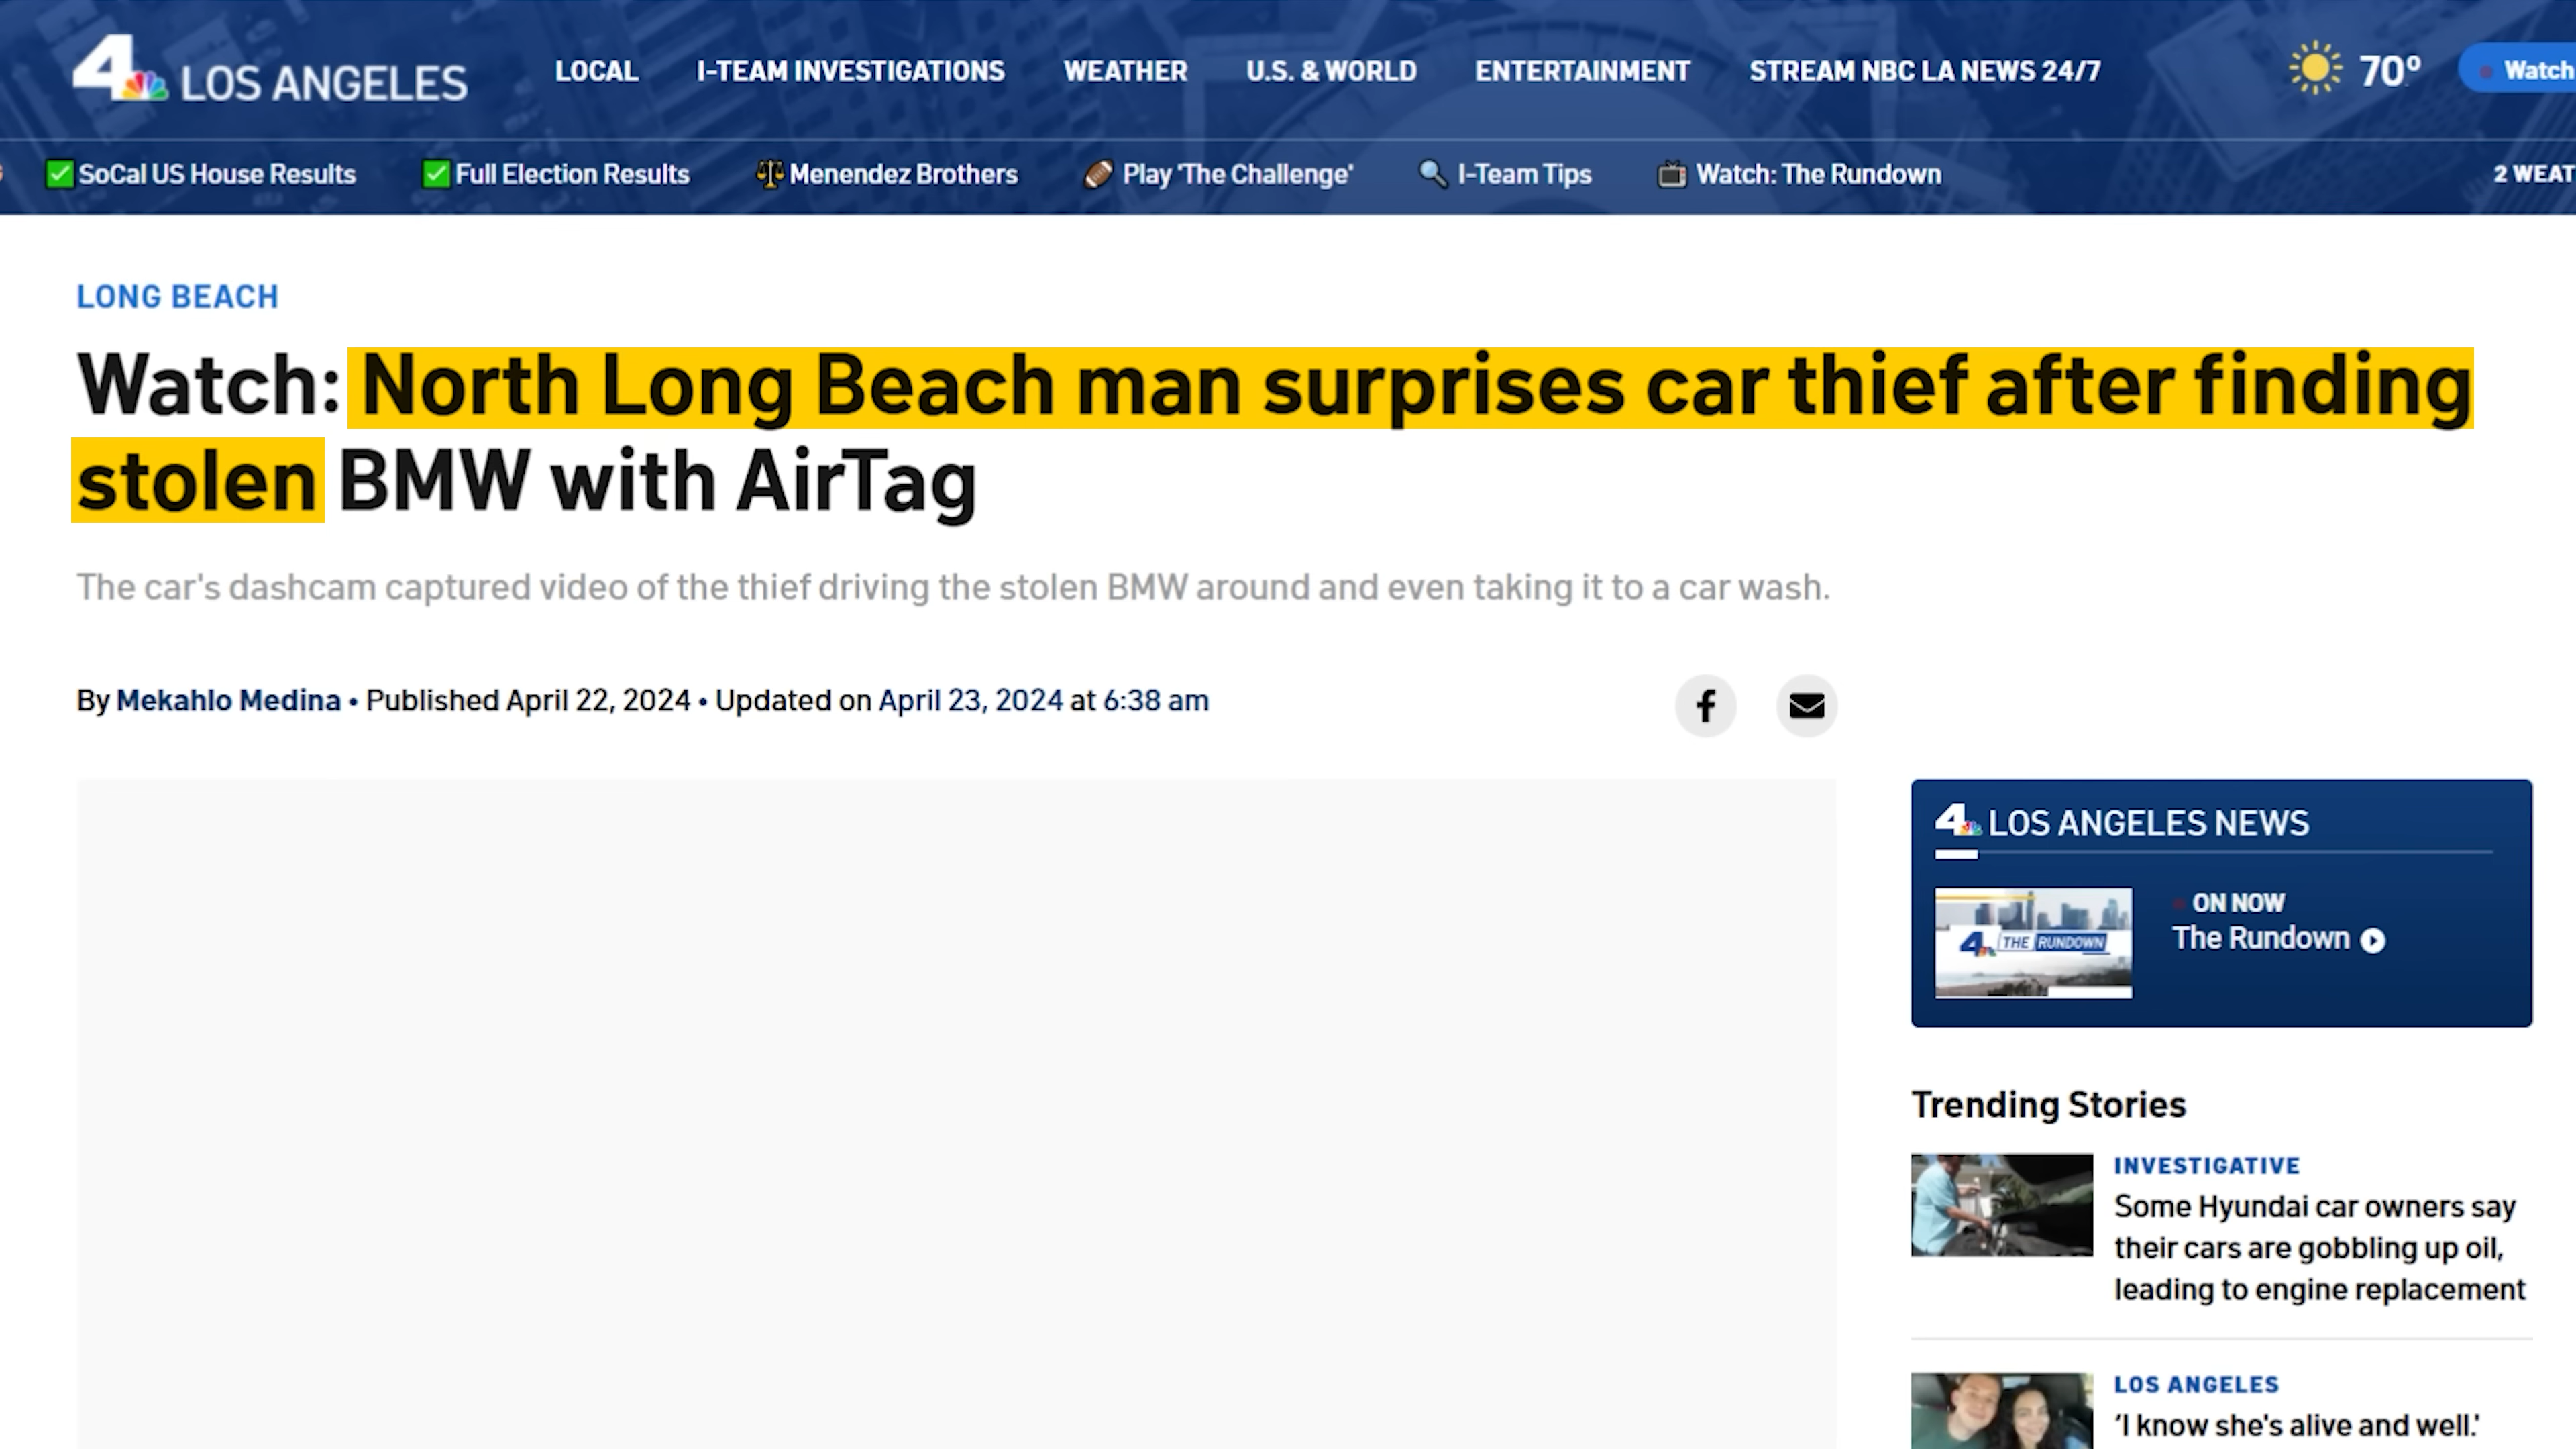 4 LOS ANGELES
LOCAL
I-TEAM INVESTIGATIONS
WEATHER
U.S. & WORLD
ENTERTAINMENT
STREAM NBC LA NEWS 24/7
70º
Watch
SoCal US House Results
Full Election Results
Menendez Brothers
Play 'The Challenge'
I-Team Tips
Watch: The Rundown
2 WEAT
LONG BEACH
Watch: North Long Beach man surprises car thief after finding
stolen BMW with AirTag
The car's dashcam captured video of the thief driving the stolen BMW around and even taking it to a car wash.
By Mekahlo Medina • Published April 22, 2024 • Updated on April 23, 2024 at 6:38 am
4 LOS ANGELES NEWS
4 THE RUNDOWN
ON NOW
The Rundown
Trending Stories
INVESTIGATIVE
Some Hyundai car owners say
their cars are gobbling up oil,
leading to engine replacement
LOS ANGELES
'I know she's alive and well.'